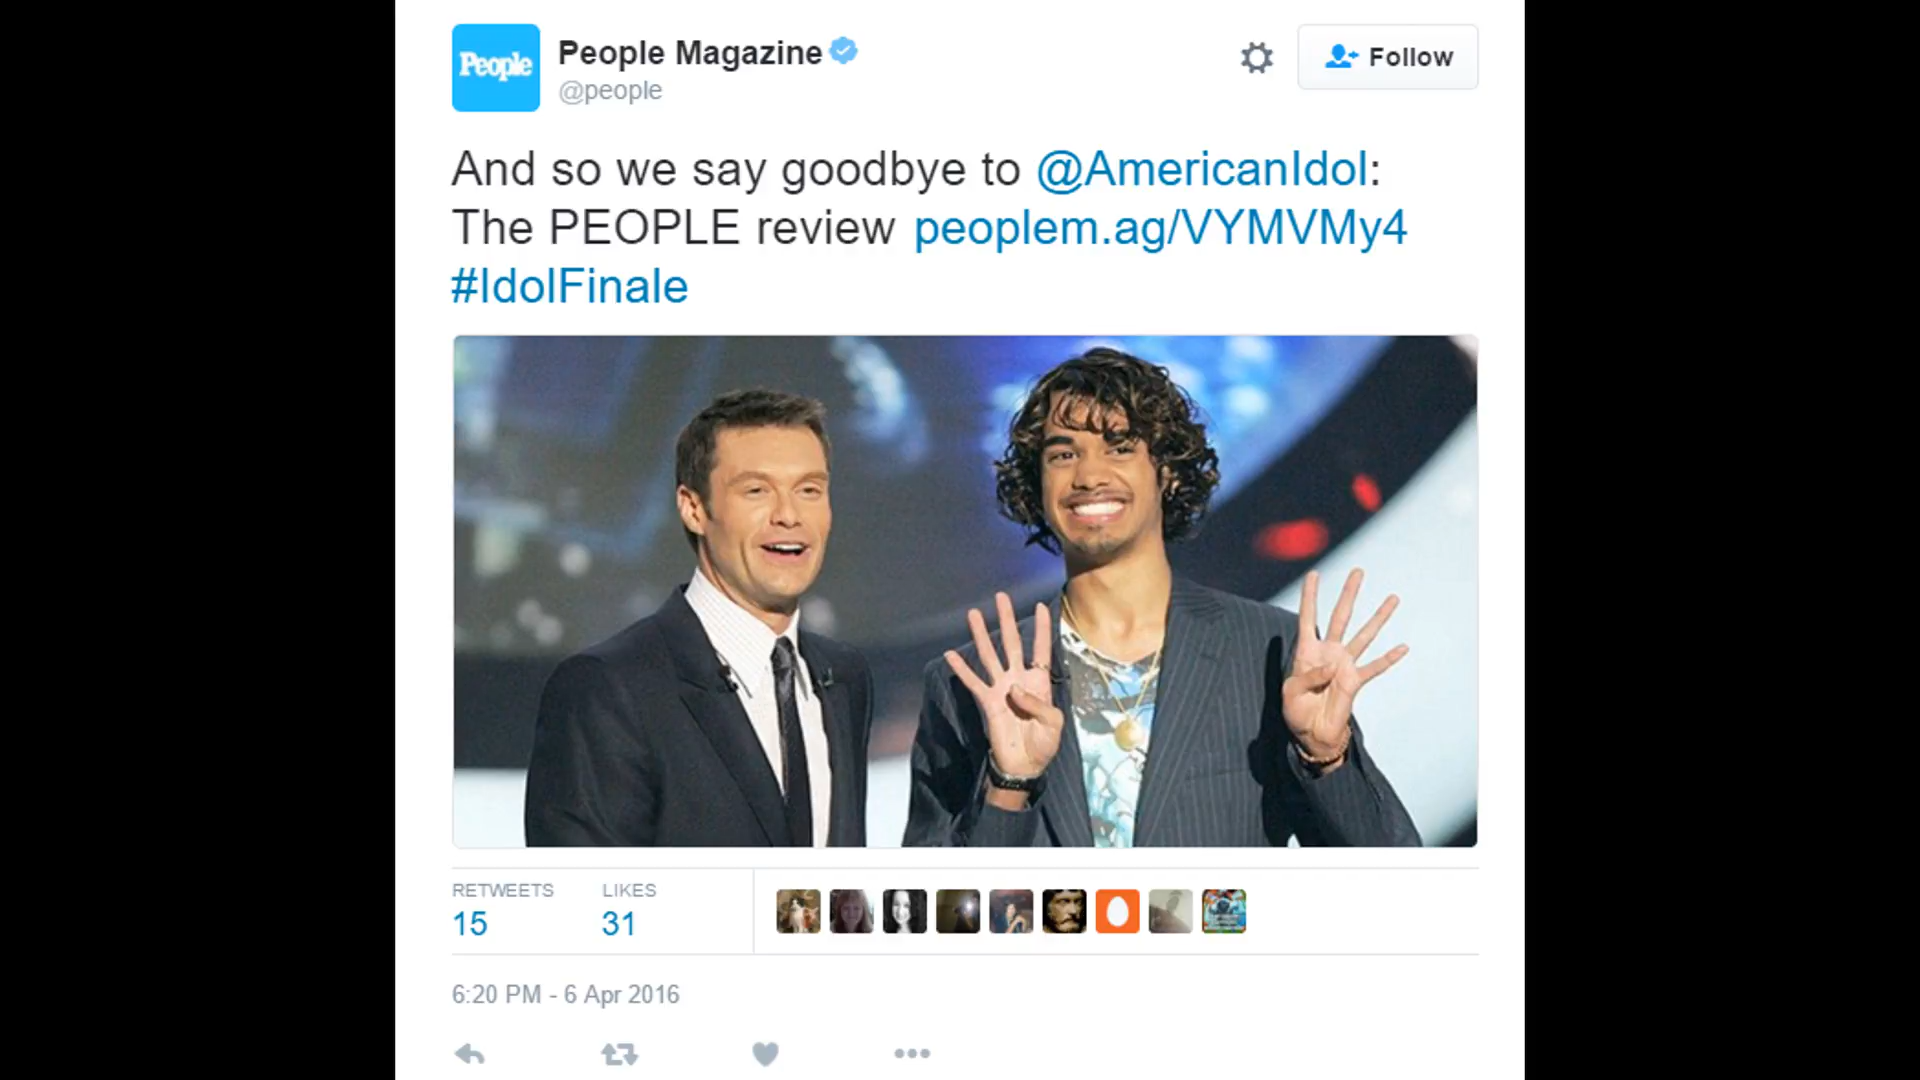 People
People Magazine
@people
Follow
And so we say goodbye to @AmericanIdol:
The PEOPLE review peoplem.ag/VYMVMy4
#IdolFinale
RETWEETS
LIKES
15
31
6:20 PM - 6 Apr 2016